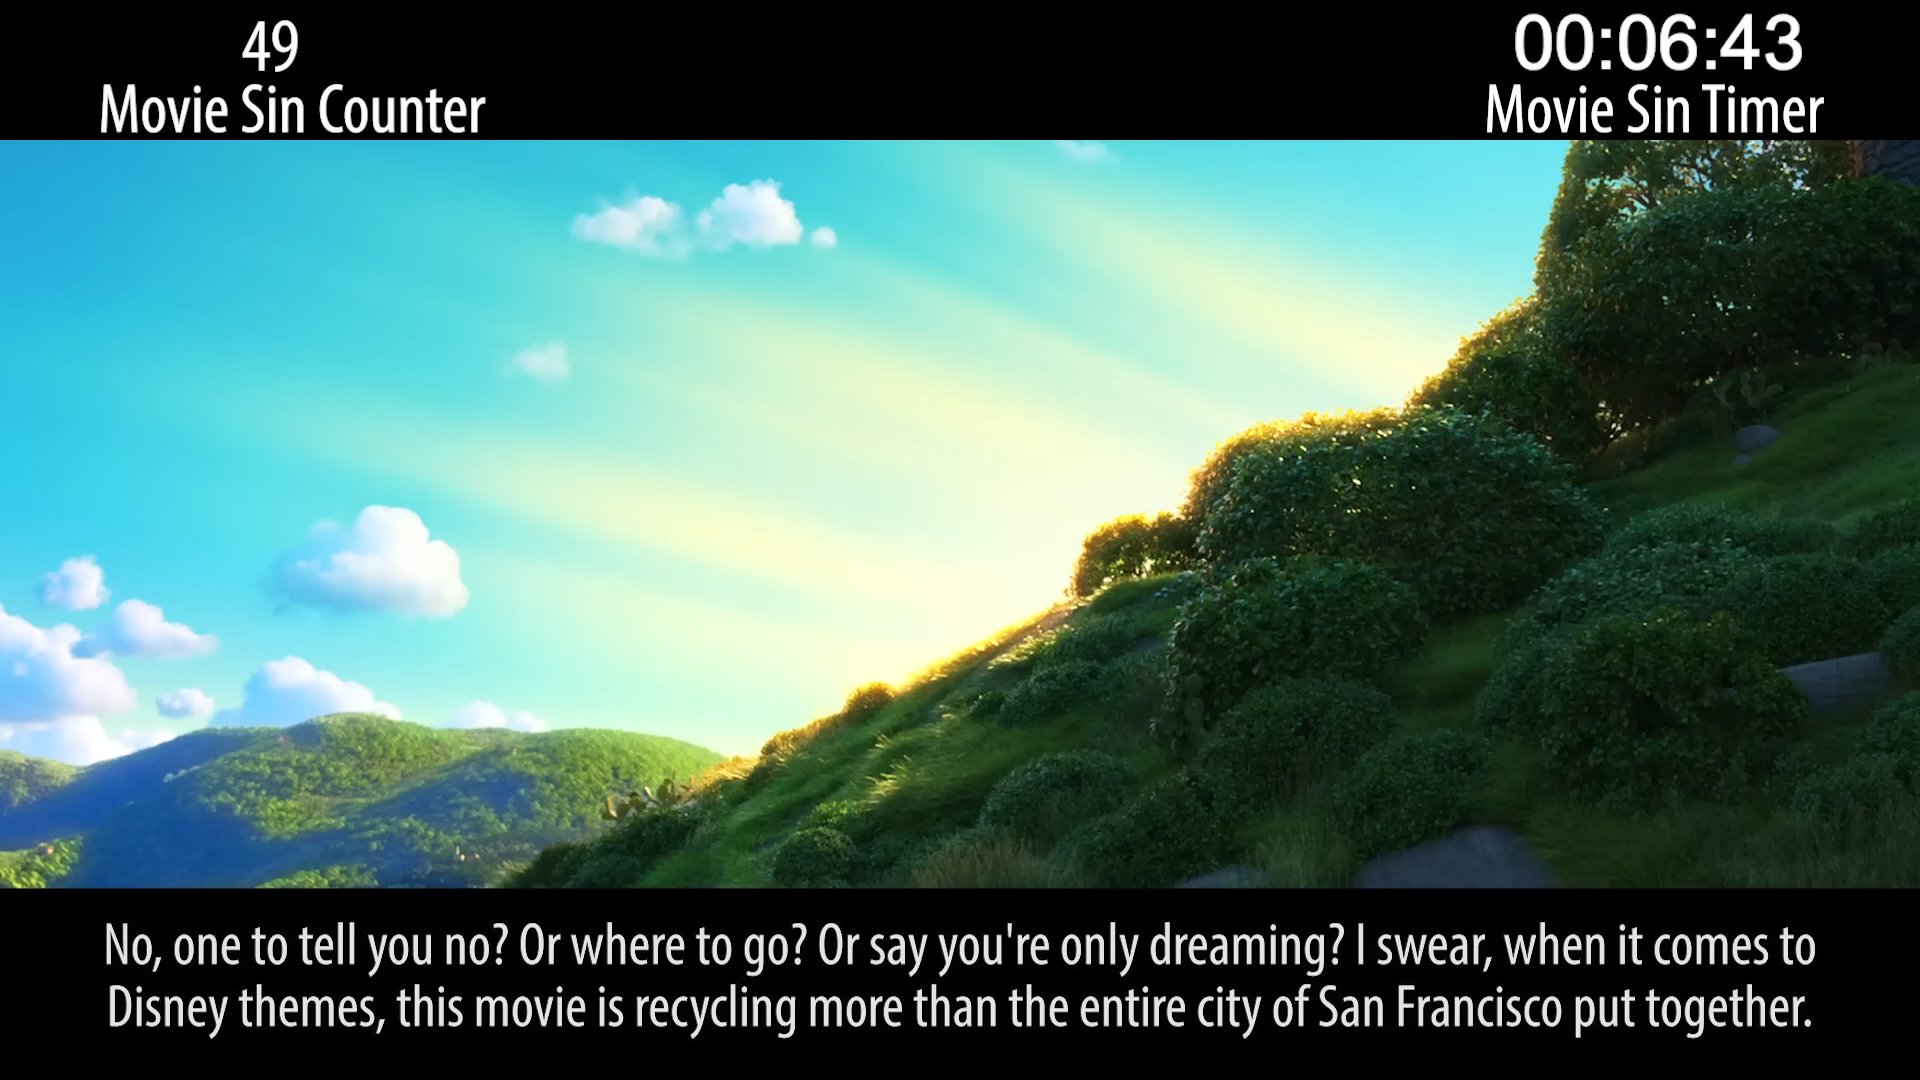 49
Movie Sin Counter
00:06:43
Movie Sin Timer
No, one to tell you no? Or where to go? Or say you're only dreaming? I swear, when it comes to
Disney themes, this movie is recycling more than the entire city of San Francisco put together.